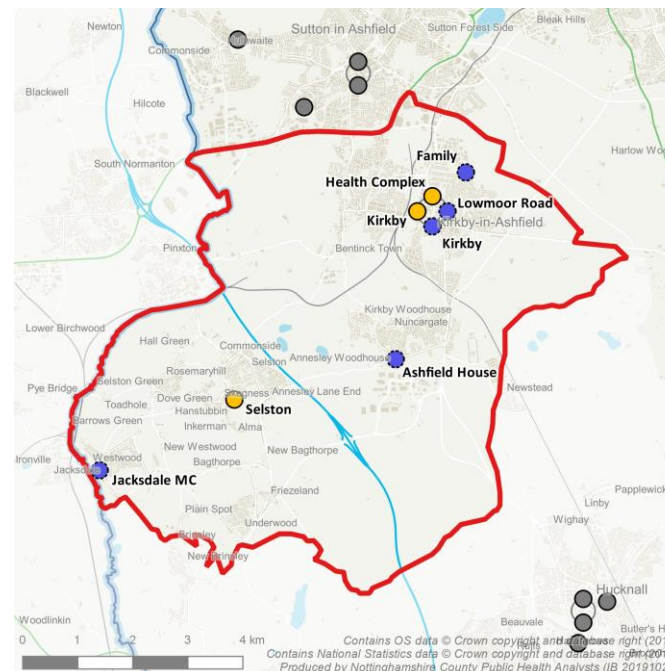 Newton
Sutton in Ashfield
Sutton Forest Side
Bleak Hills
Commonside
Blackwell
Hilcote
Harlow Wo
South Normanton
Family
Health Complex
Lowmoor Road
Kirkby
Kirkby-in-Ashfield
Pinxton
Bentinck Town
Kirkby
Kirkby Woodhouse
Nuncargate
Lower Birchwood
Hall Green
Commonside
Selston
Annesley Woodhouse
Rosemaryhill
Ashfield House
Pye Bridge
Selston Green
Newstead
Toadhole
Dove Green
Skegness
Annesley Lane End
Hanstubbin
Selston
Barrows Green
Inkerman
Alma
Ironville
Westwood
New Westwood
New Bagthorpe
Bagthorpe
Jacksdale MC
Papplewick
Friezeland
Linby
Plain Spot
Wighay
Underwood
Brinsley
New Brinsley
Hucknall
Woodlinkin
Beauvale
Butler's H
0 1 2 3 4 km
Contains OS data © Crown copyright and database right (201
Contains National Statistics data © Crown copyright and database right (20
Produced by Nottinghamshire County Public Health Analysts (IB 2019